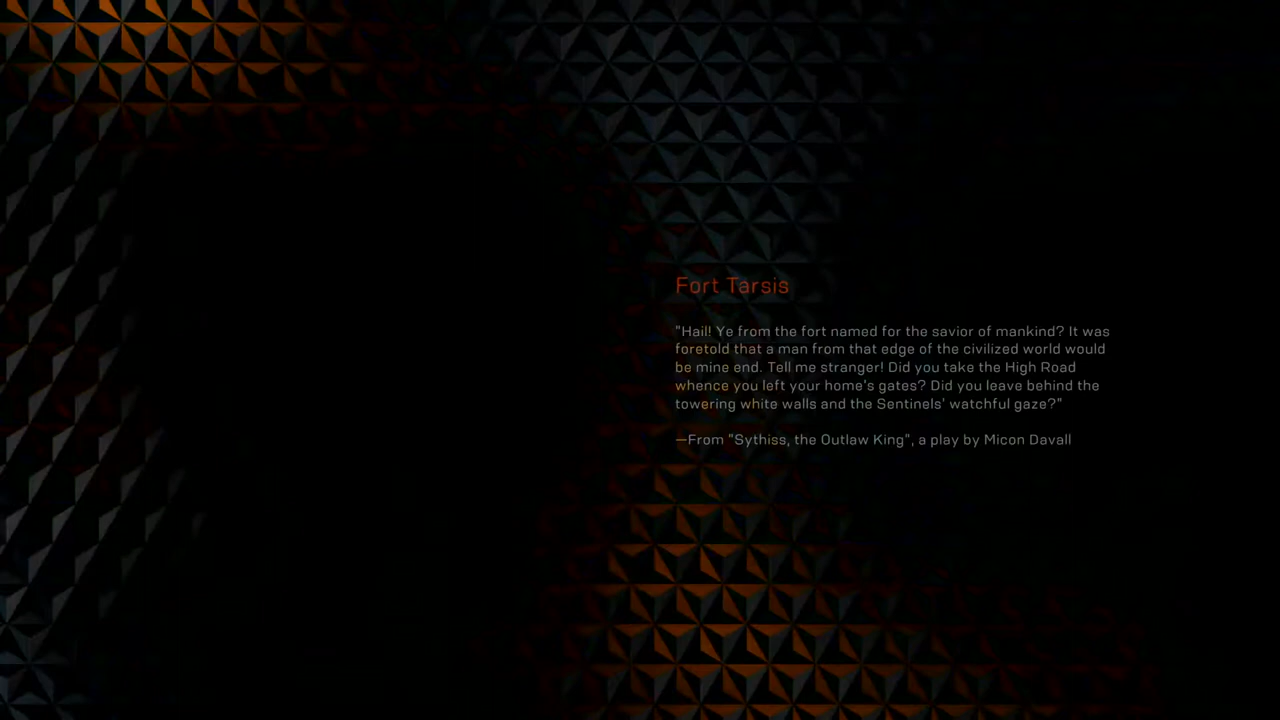 Fort Tarsis
"Hail! Ye from the fort named for the savior of mankind? It was
foretold that a man from that edge of the civilized world would
be mine end. Tell me stranger! Did you take the High Road
whence you left your home's gates? Did you leave behind the
towering white walls and the Sentinels' watchful gaze?"
—From "Sythiss, the Outlaw King", a play by Micon Davall